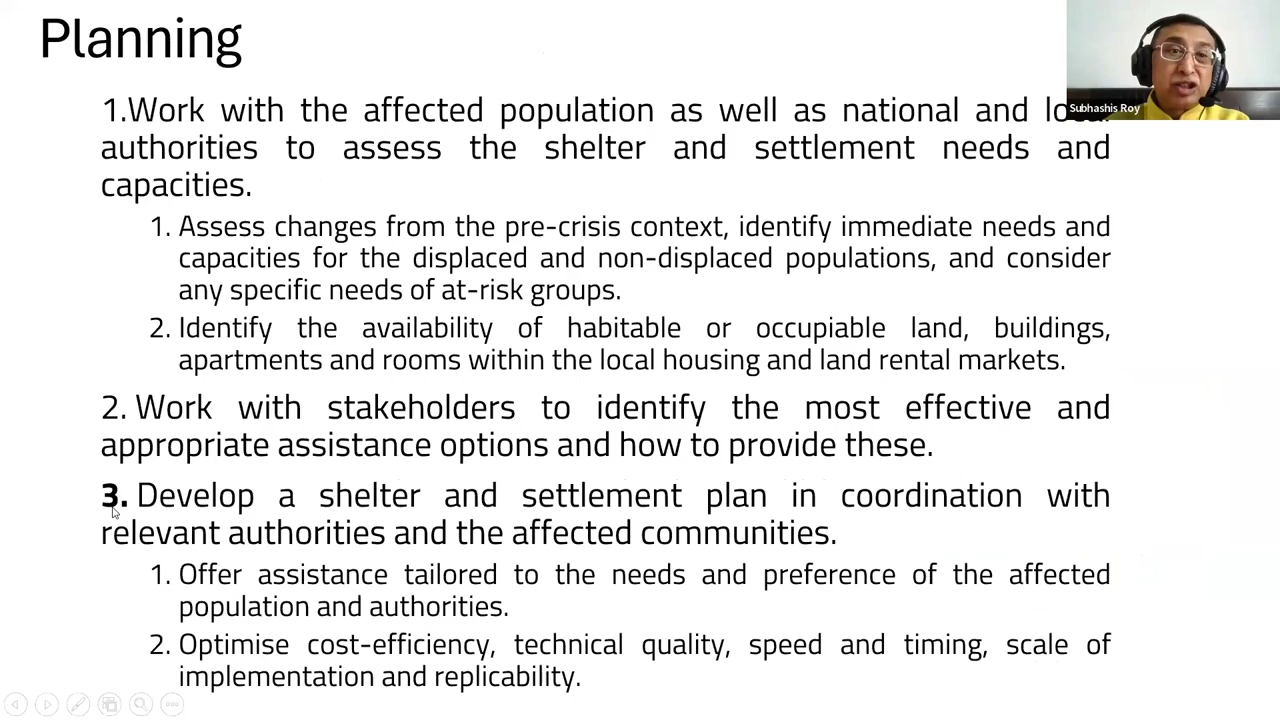 Planning
Subhashis Roy
1.Work with the affected population as well as national and local
authorities to assess the shelter and settlement needs and
capacities.
1. Assess changes from the pre-crisis context, identify immediate needs and
capacities for the displaced and non-displaced populations, and consider
any specific needs of at-risk groups.
2. Identify the availability of habitable or occupiable land, buildings,
apartments and rooms within the local housing and land rental markets.
2. Work with stakeholders to identify the most effective and
appropriate assistance options and how to provide these.
3. Develop a shelter and settlement plan in coordination with
relevant authorities and the affected communities.
1. Offer assistance tailored to the needs and preference of the affected
population and authorities.
2. Optimise cost-efficiency, technical quality, speed and timing, scale of
implementation and replicability.